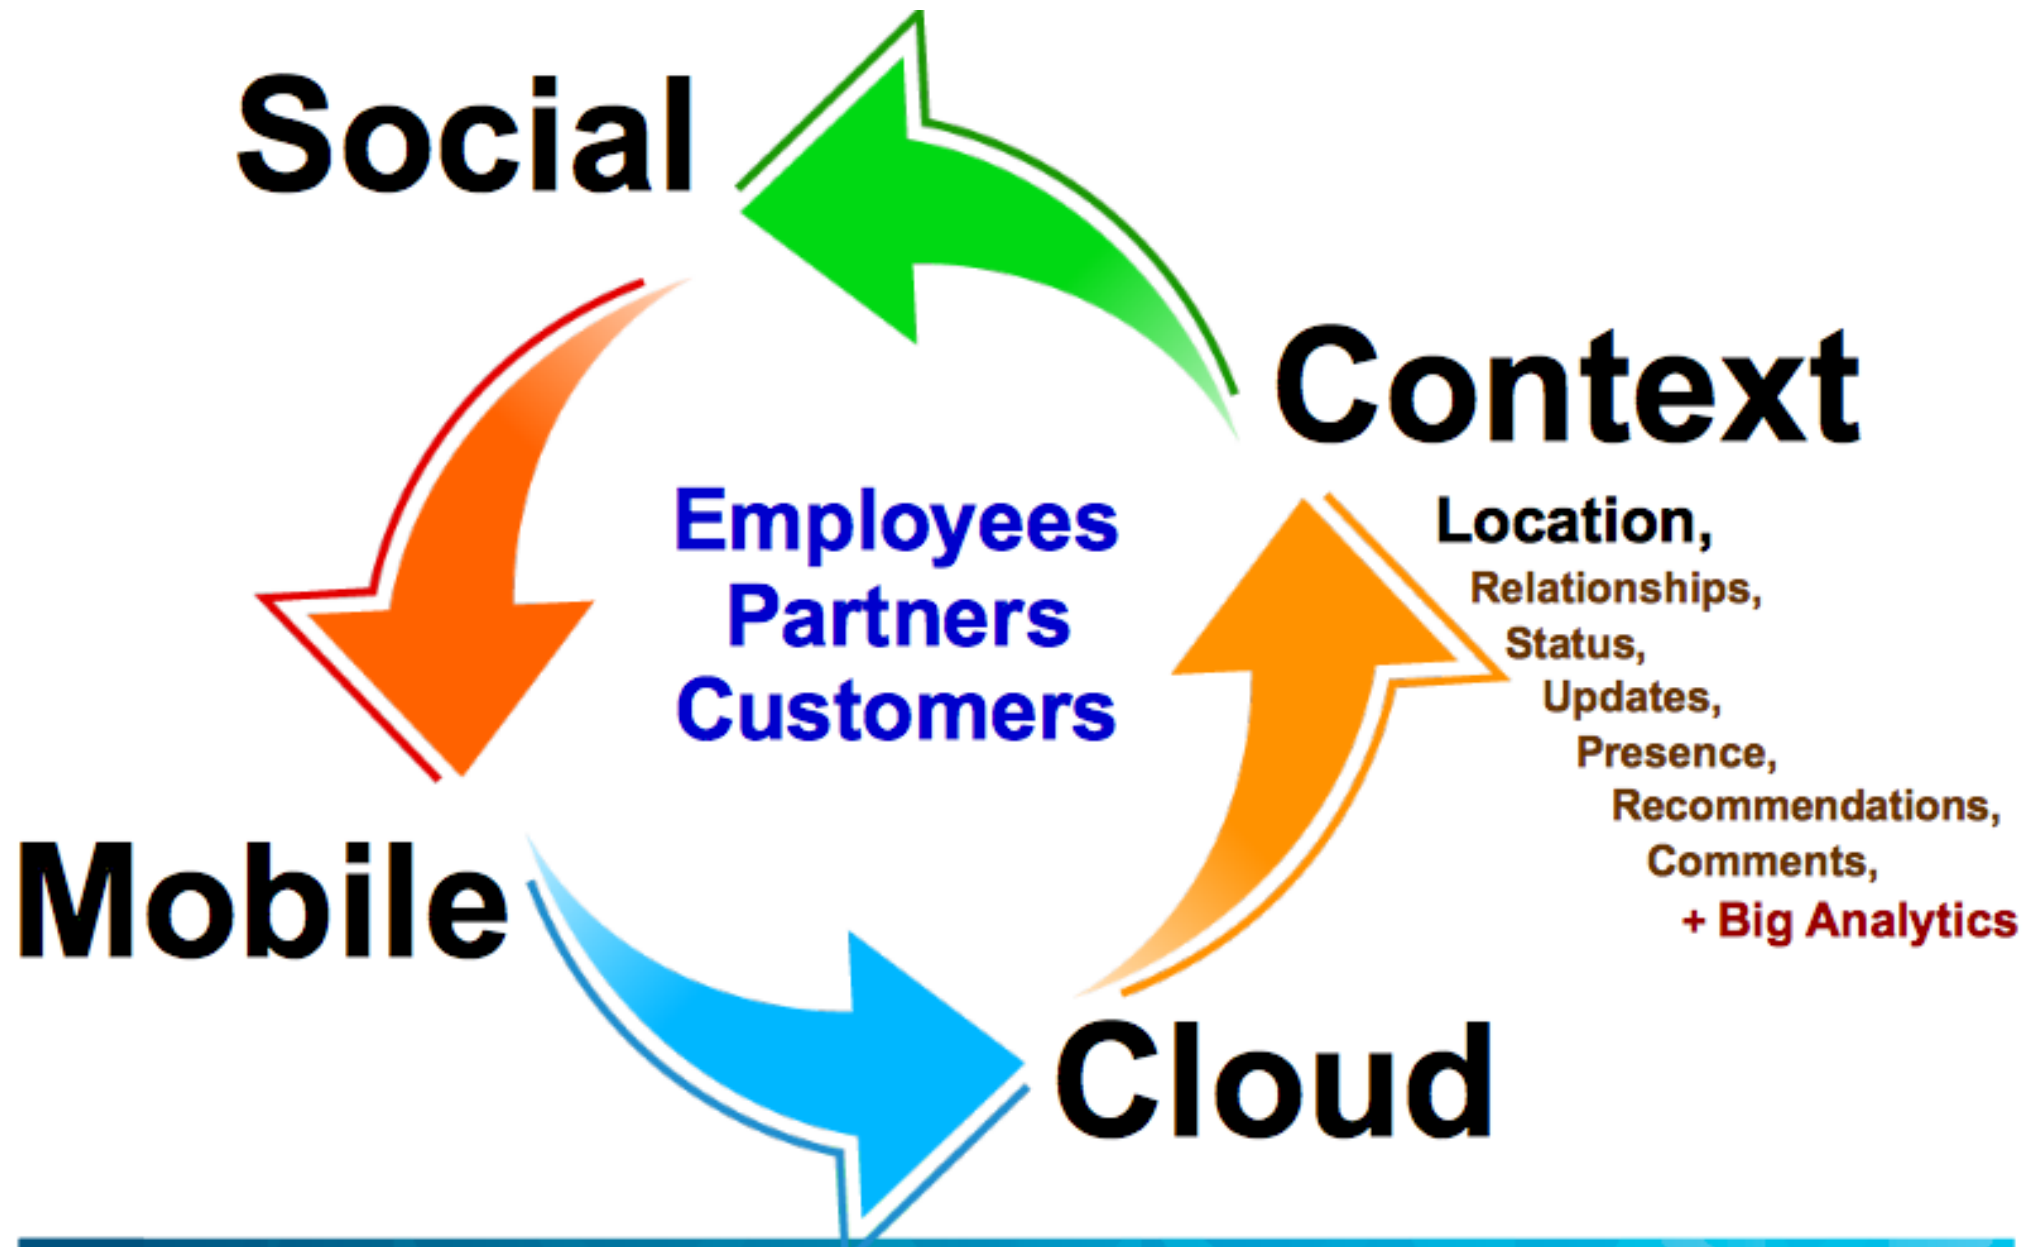 Social
Context
Employees
Partners
Customers
Location,
Relationships,
Status,
Updates,
Presence,
Recommendations,
Comments,
+ Big Analytics
Mobile
Cloud